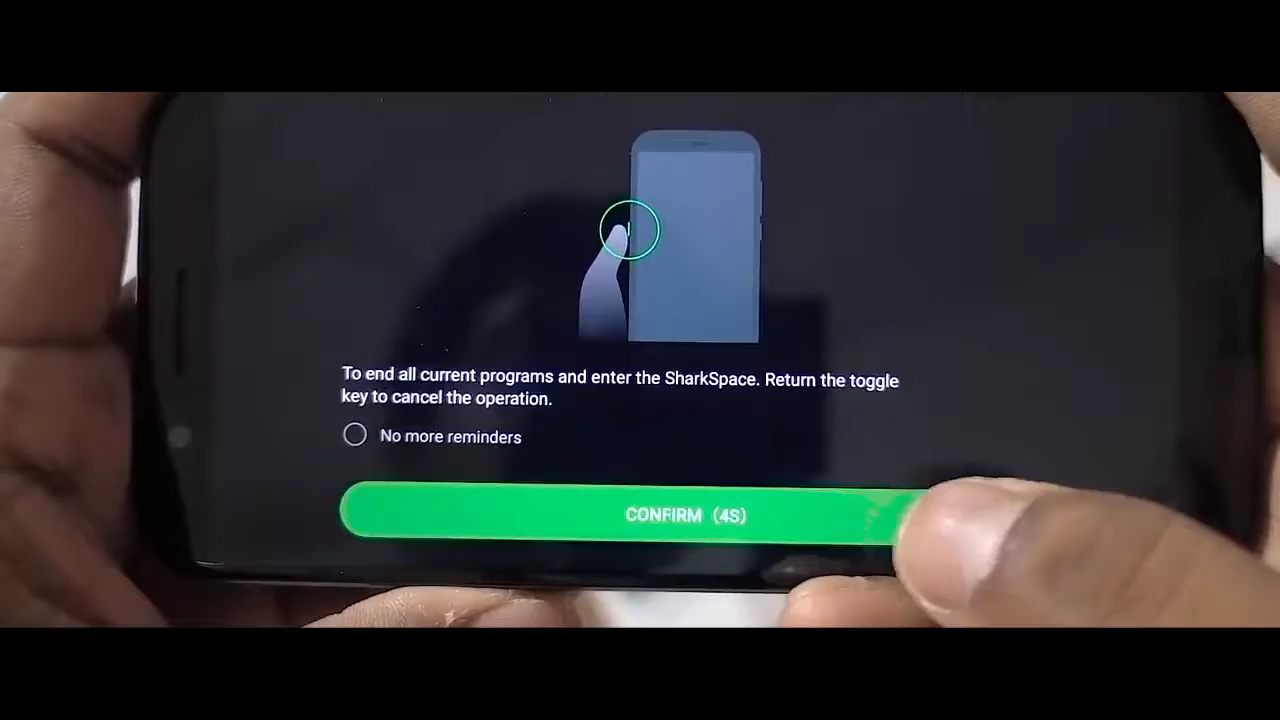 To end all current programs and enter the SharkSpace. Return the toggle
key to cancel the operation.
No more reminders
CONFIRM (4S)